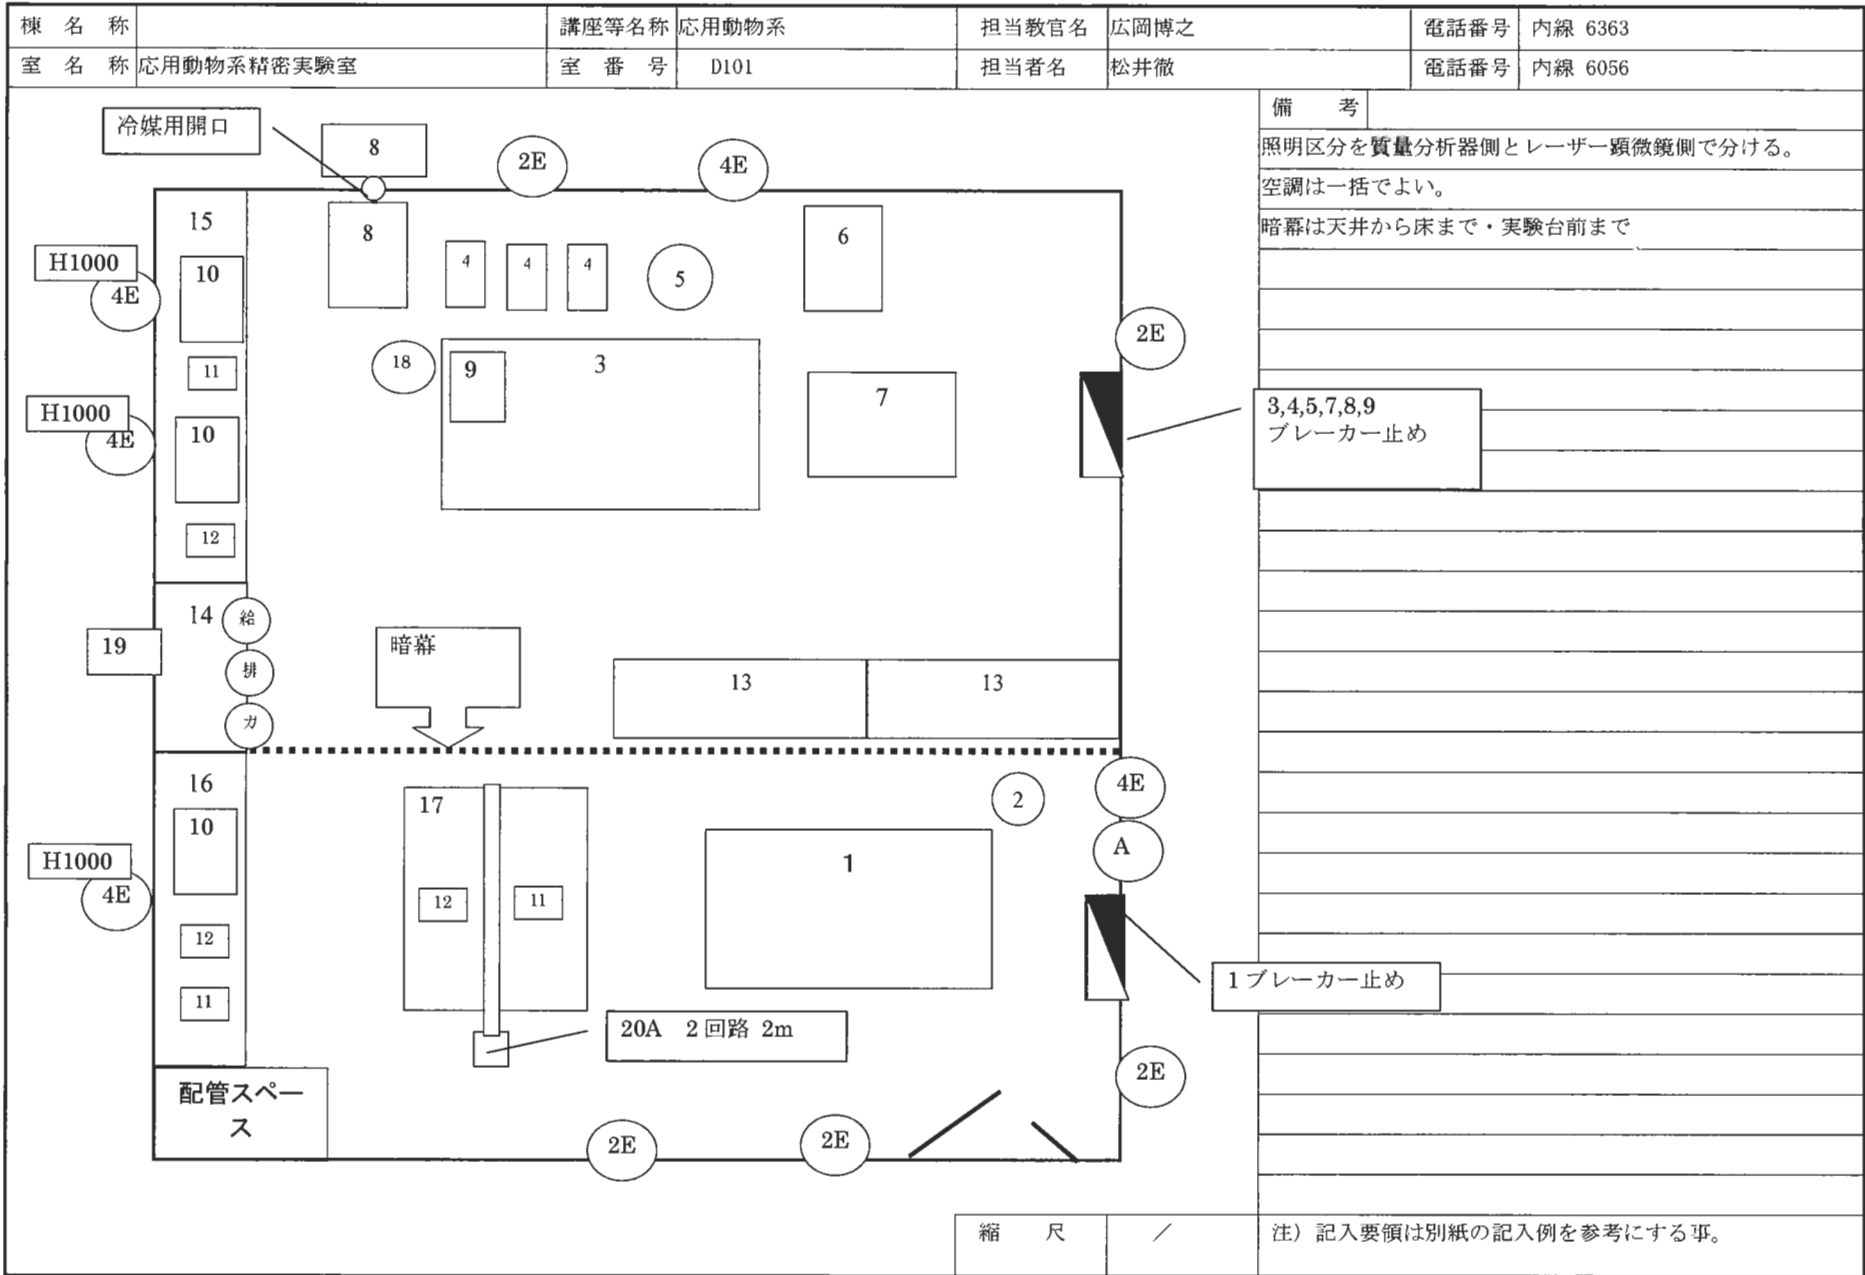 棟 名 称 講座等名称 応用動物系 担当教官名 広岡博之 電話番号 内線 6363
室 名 称 応用動物系精密実験室 室 番 号 D101 担当者名 松井徹 電話番号 内線 6056
備 考
照明区分を質量分析器側とレーザー顕微鏡側で分ける。
空調は一括でよい。
暗幕は天井から床まで・実験台前まで
冷媒用開口
8
2E
4E
15
8
4
4
4
5
6
H1000
4E
10
2E
11
18
9
3
7
3,4,5,7,8,9
ブレーカー止め
H1000
4E
10
12
14
給
19
排
カ
暗幕
13
13
16
17
2
4E
10
1
A
H1000
4E
12
11
12
11
1ブレーカー止め
20A 2回路 2m
2E
配管スペー
ス
2E
2E
縮 尺 ／ 注）記入要領は別紙の記入例を参考にする事。